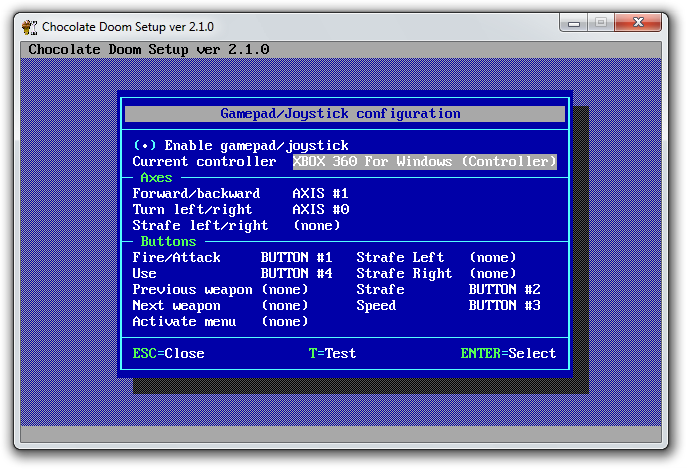 Chocolate Doom Setup ver 2.1.0
Chocolate Doom Setup ver 2.1.0
Gamepad/Joystick configuration
(•) Enable gamepad/joystick
Current controller XBOX 360 For Windows (Controller)
Axes
Forward/backward AXIS #1
Turn left/right AXIS #0
Strafe left/right (none)
Buttons
Fire/Attack BUTTON #1 Strafe Left (none)
Use BUTTON #4 Strafe Right (none)
Previous weapon (none) Strafe BUTTON #2
Next weapon (none) Speed BUTTON #3
Activate menu (none)
ESC=Close T=Test ENTER=Select